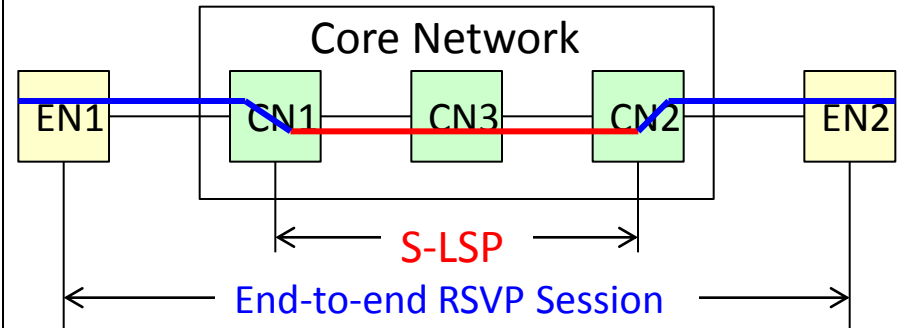 Core Network
EN1 CN1 CN3 CN2 EN2
S-LSP
End-to-end RSVP Session